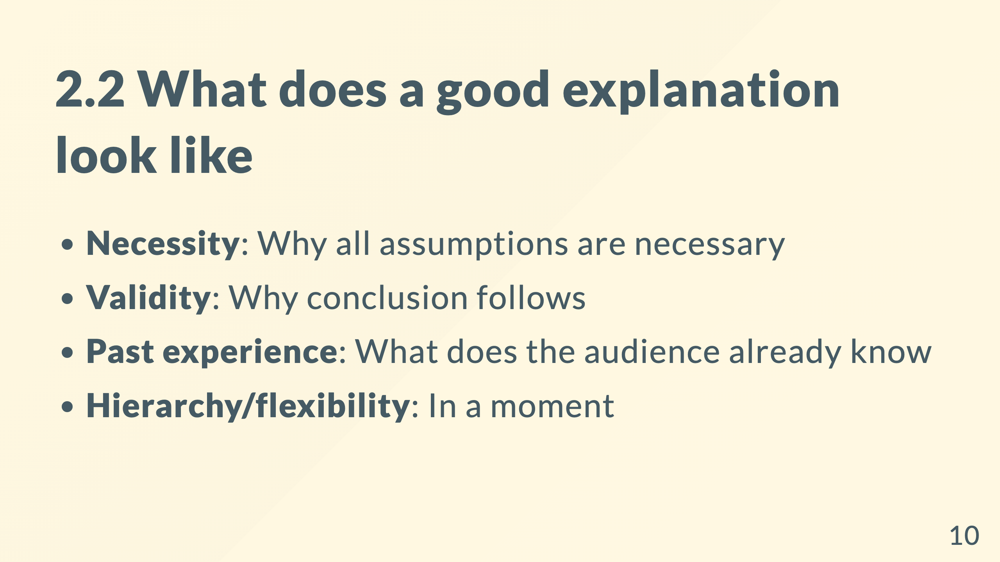 2.2 What does a good explanation
look like
• Necessity: Why all assumptions are necessary
• Validity: Why conclusion follows
• Past experience: What does the audience already know
• Hierarchy/flexibility: In a moment
10